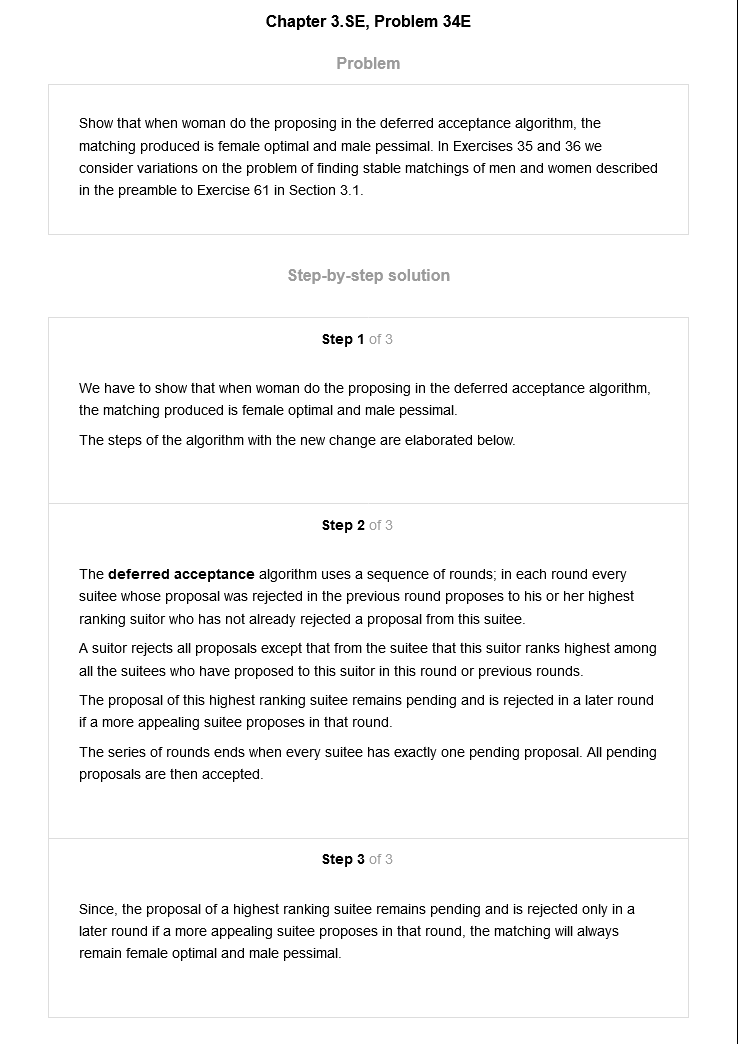 Chapter 3.SE, Problem 34E
Problem
Show that when woman do the proposing in the deferred acceptance algorithm, the
matching produced is female optimal and male pessimal. In Exercises 35 and 36 we
consider variations on the problem of finding stable matchings of men and women described
in the preamble to Exercise 61 in Section 3.1.
Step-by-step solution
Step 1 of 3
We have to show that when woman do the proposing in the deferred acceptance algorithm,
the matching produced is female optimal and male pessimal.
The steps of the algorithm with the new change are elaborated below.
Step 2 of 3
The deferred acceptance algorithm uses a sequence of rounds; in each round every
suitee whose proposal was rejected in the previous round proposes to his or her highest
ranking suitor who has not already rejected a proposal from this suitee.
A suitor rejects all proposals except that from the suitee that this suitor ranks highest among
all the suitees who have proposed to this suitor in this round or previous rounds.
The proposal of this highest ranking suitee remains pending and is rejected in a later round
if a more appealing suitee proposes in that round.
The series of rounds ends when every suitee has exactly one pending proposal. All pending
proposals are then accepted.
Step 3 of 3
Since, the proposal of a highest ranking suitee remains pending and is rejected only in a
later round if a more appealing suitee proposes in that round, the matching will always
remain female optimal and male pessimal.